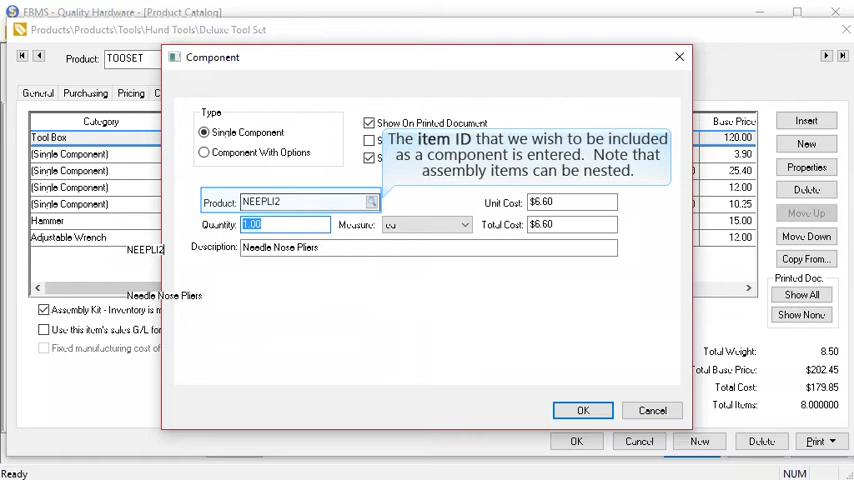 EBMS - Quality Hardware - [Product Catalog]
Products\Products\Tools\Hand Tools\Deluxe Tool Set
Product: TOOSET
General Purchasing Pricing
Component
Category
Tool Box
(Single Component)
(Single Component)
(Single Component)
(Single Component)
Hammer
Adjustable Wrench
NEEPLI2
Needle Nose Pliers
Type
Single Component
Component With Options
Show On Printed Document
The item ID that we wish to be included
as a component is entered. Note that
assembly items can be nested.
Product: NEEPLI2
Unit Cost: $6.60
Quantity: 1.00
Measure: ea
Total Cost: $6.60
Description: Needle Nose Pliers
OK Cancel
Base Price
120.00
3.90
25.40
12.00
10.25
15.00
12.00
Insert
New
Properties
Delete
Move Up
Move Down
Copy From...
Printed Doc.
Show All
Show None
Assembly Kit - Inventory is
Use this item's sales G/L for
Fixed manufacturing cost of
Total Weight: 8.50
Total Base Price: $202.45
Total Cost: $179.85
Total Items: 8.000000
OK Cancel New Delete Print
Ready
NUM